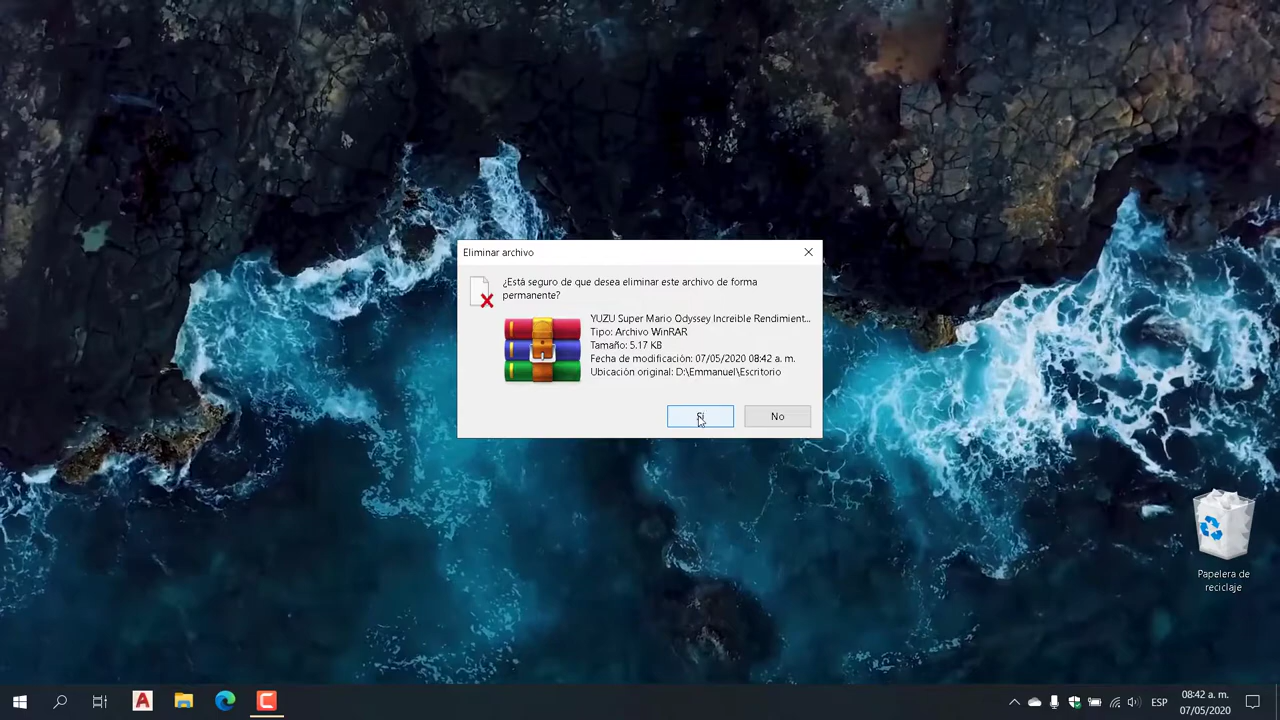 Eliminar archivo
¿Está seguro de que desea eliminar este archivo de forma
permanente?
YUZU Super Mario Odyssey Increible Rendimient...
Tipo: Archivo WinRAR
Tamaño: 5.17 KB
Fecha de modificación: 07/05/2020 08:42 a. m.
Ubicación original: D:\Emmanuel\Escritorio
Sí
No
Papelera de
reciclaje
ESP
08:42 a. m.
07/05/2020